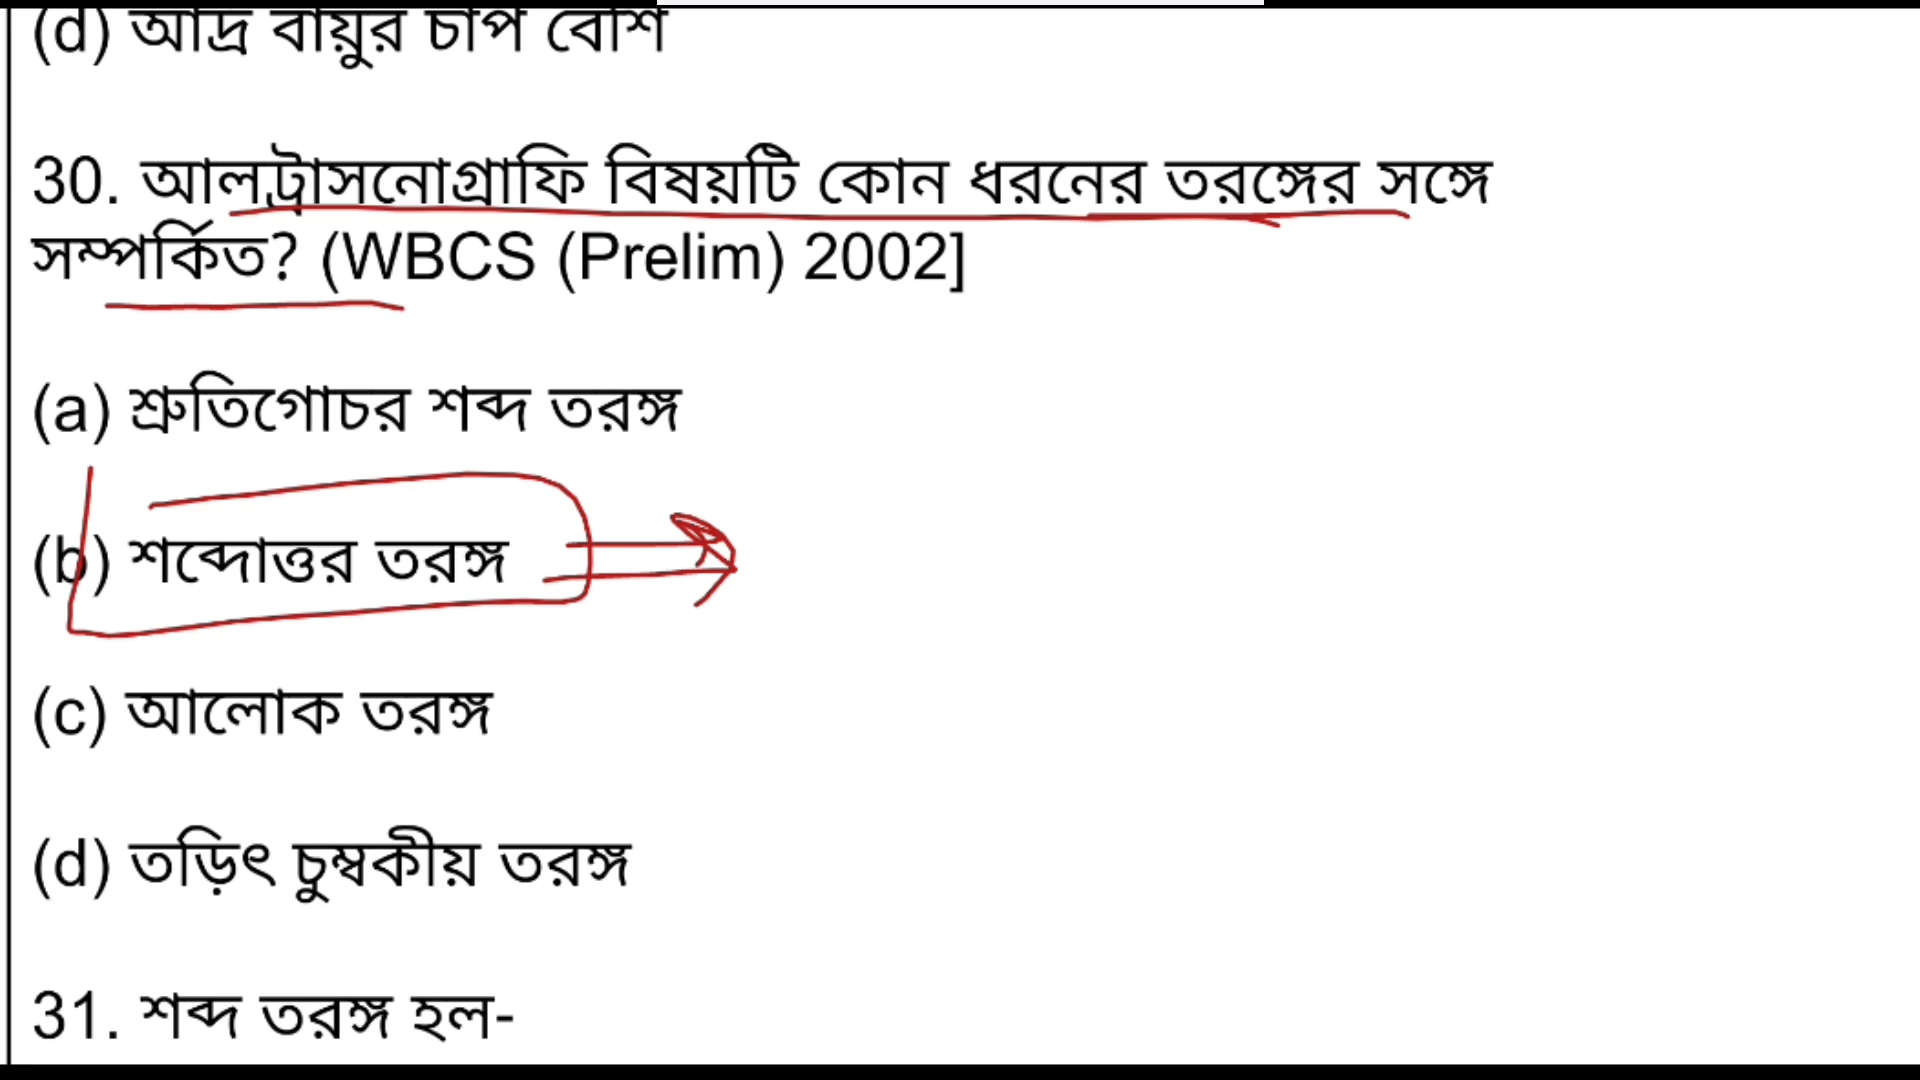 (d) আর্দ্র বায়ুর চাপ বেশি
30. আলট্রাসনোগ্রাফি বিষয়টি কোন ধরনের তরঙ্গের সঙ্গে
সম্পর্কিত? (WBCS (Prelim) 2002]
(a) শ্রুতিগোচর শব্দ তরঙ্গ
(b) শব্দোত্তর তরঙ্গ
(c) আলোক তরঙ্গ
(d) তড়িৎ চুম্বকীয় তরঙ্গ
31. শব্দ তরঙ্গ হল-